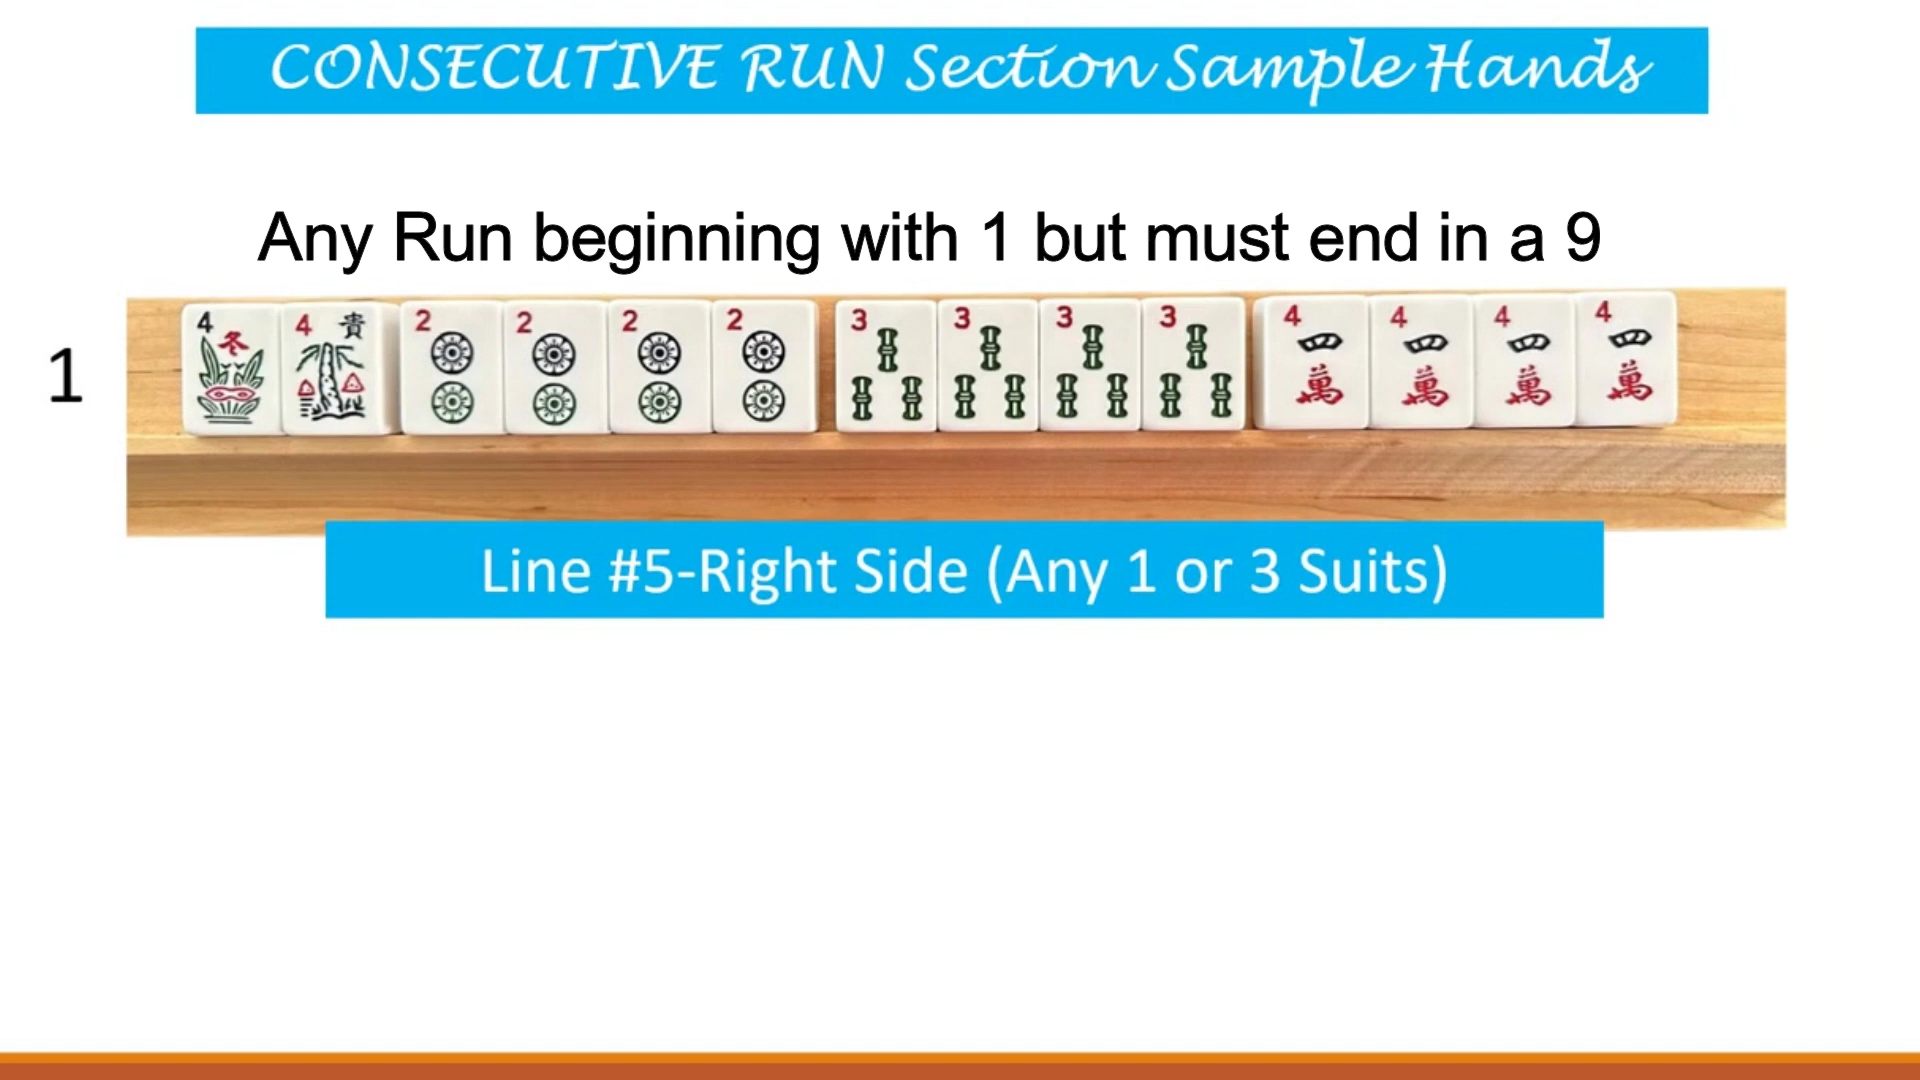 CONSECUTIVE RUN Section Sample Hands
Any Run beginning with 1 but must end in a 9
1
4 冬 4 貴 2 2 2 2 3 3 3 3 4 4 4 4
萬 萬 萬 萬
Line #5-Right Side (Any 1 or 3 Suits)